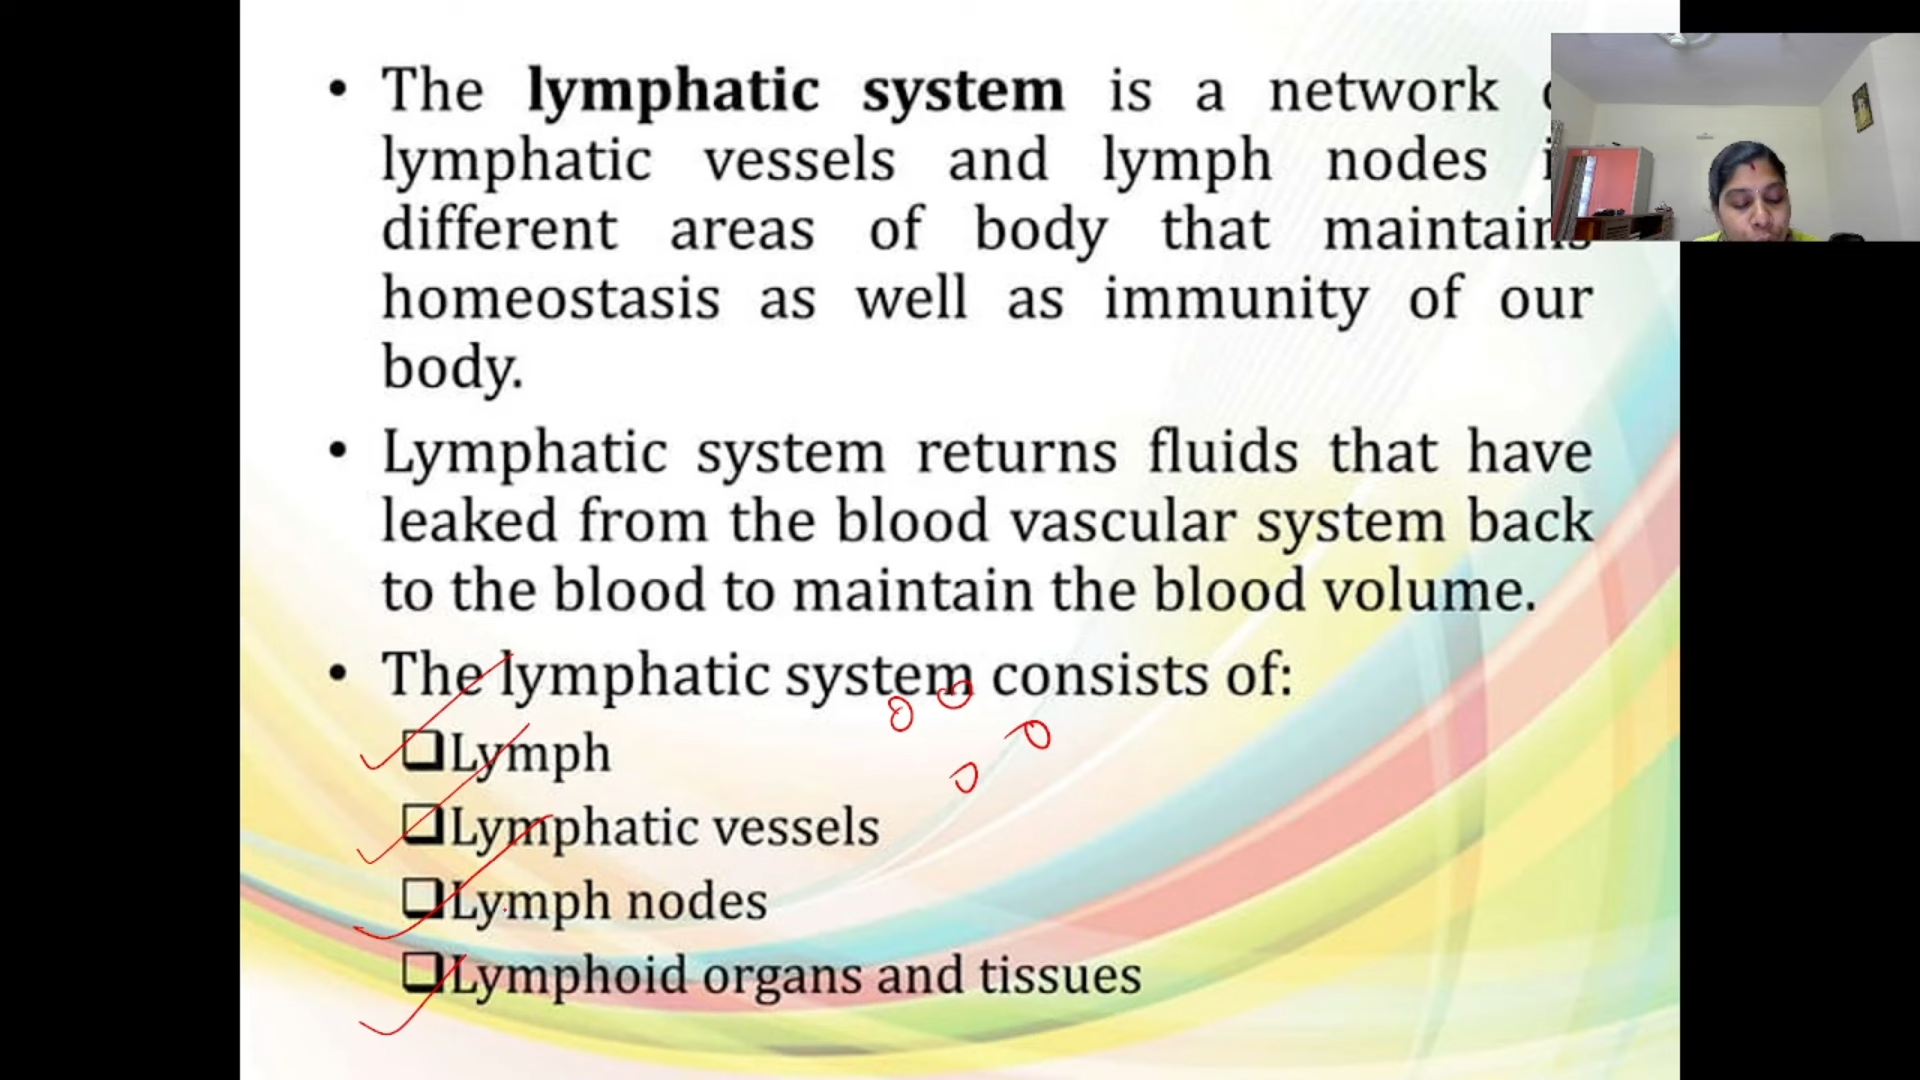 • The lymphatic system is a network
lymphatic vessels and lymph nodes
different areas of body that maintains
homeostasis as well as immunity of our
body.
• Lymphatic system returns fluids that have
leaked from the blood vascular system back
to the blood to maintain the blood volume.
• The lymphatic system consists of:
❑Lymph
❑Lymphatic vessels
❑Lymph nodes
❑Lymphoid organs and tissues